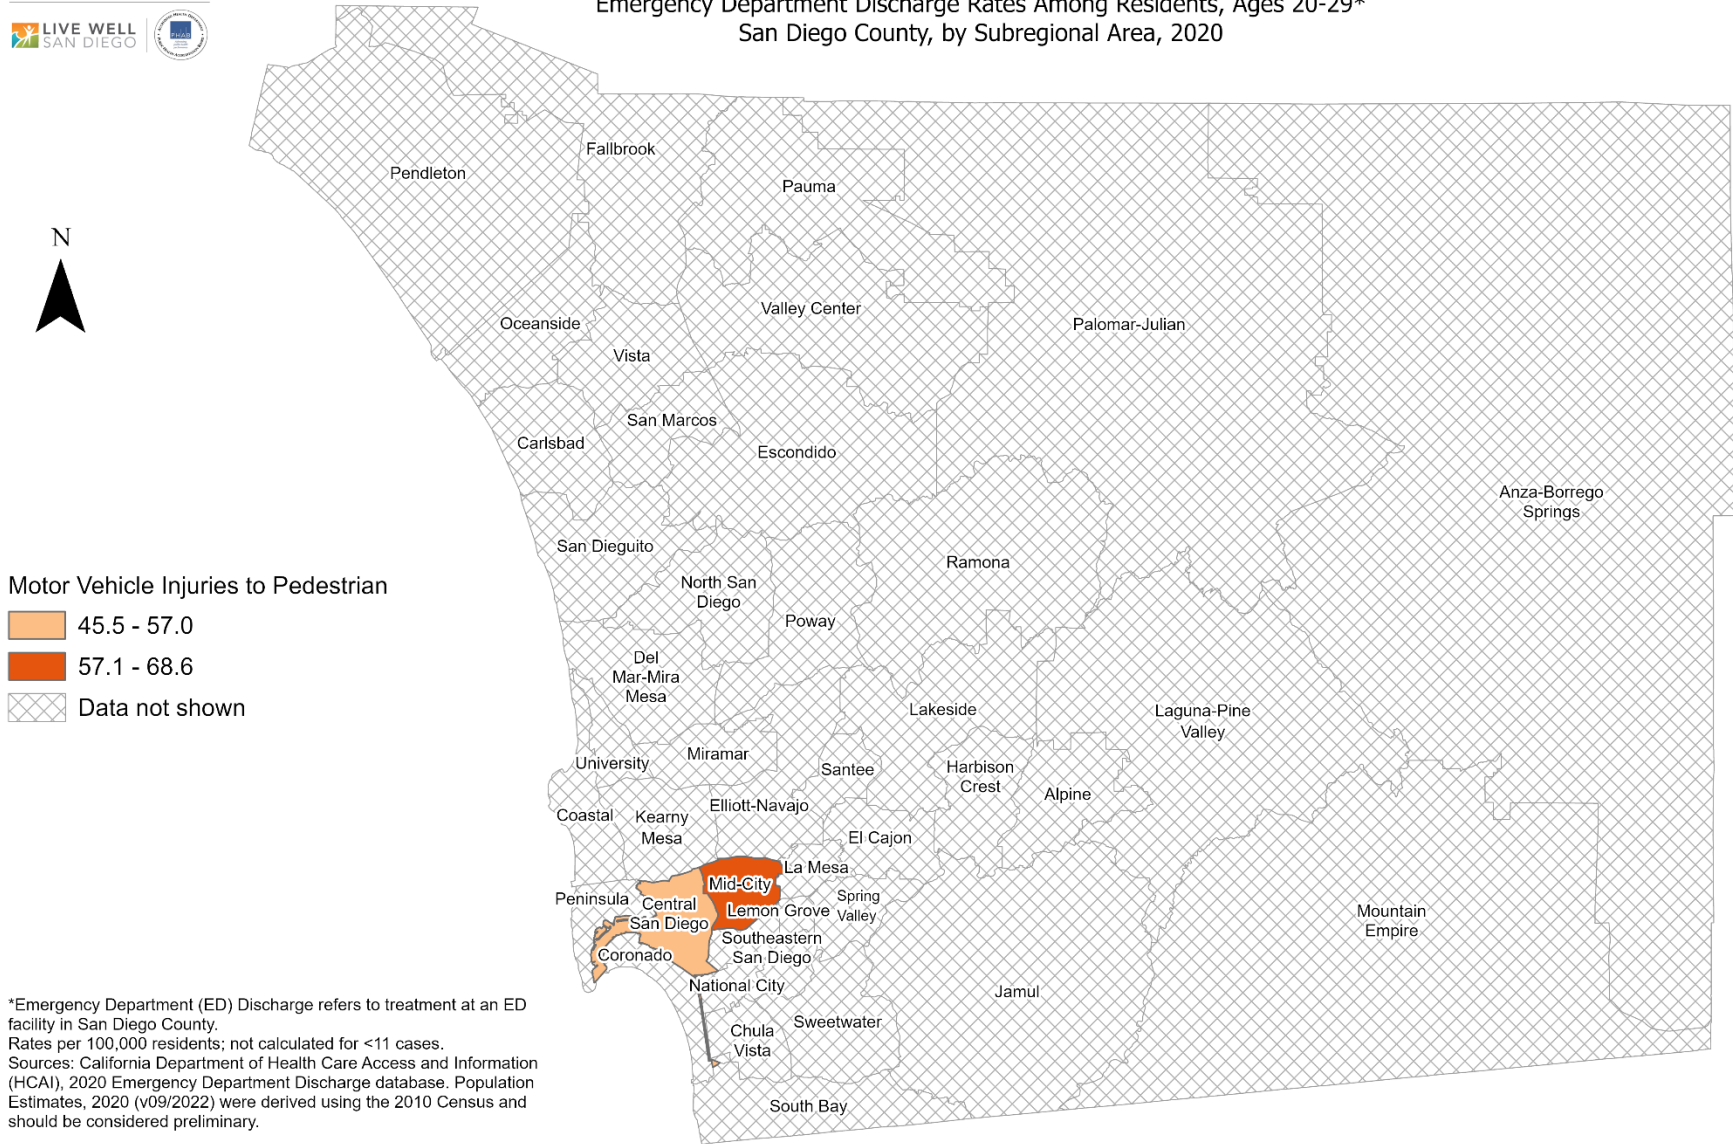 LIVE WELL
SAN DIEGO
PHAB
Emergency Department Discharge Rates Among Residents, Ages 20-29*
San Diego County, by Subregional Area, 2020
N
Fallbrook
Pendleton
Pauma
Valley Center
Oceanside
Palomar-Julian
Vista
San Marcos
Carlsbad
Escondido
Anza-Borrego
Springs
San Dieguito
Ramona
North San
Diego
Poway
Del
Mar-Mira
Mesa
Lakeside
Laguna-Pine
Valley
Miramar
University
Santee
Harbison
Crest
Alpine
Elliott-Navajo
Coastal
Kearny
Mesa
El Cajon
La Mesa
Mid-City
Peninsula
Central
San Diego
Lemon Grove
Spring
Valley
Mountain
Empire
Southeastern
San Diego
Coronado
National City
Jamul
Sweetwater
Chula
Vista
South Bay
Motor Vehicle Injuries to Pedestrian
45.5 - 57.0
57.1 - 68.6
Data not shown
*Emergency Department (ED) Discharge refers to treatment at an ED
facility in San Diego County.
Rates per 100,000 residents; not calculated for <11 cases.
Sources: California Department of Health Care Access and Information
(HCAI), 2020 Emergency Department Discharge database. Population
Estimates, 2020 (v09/2022) were derived using the 2010 Census and
should be considered preliminary.